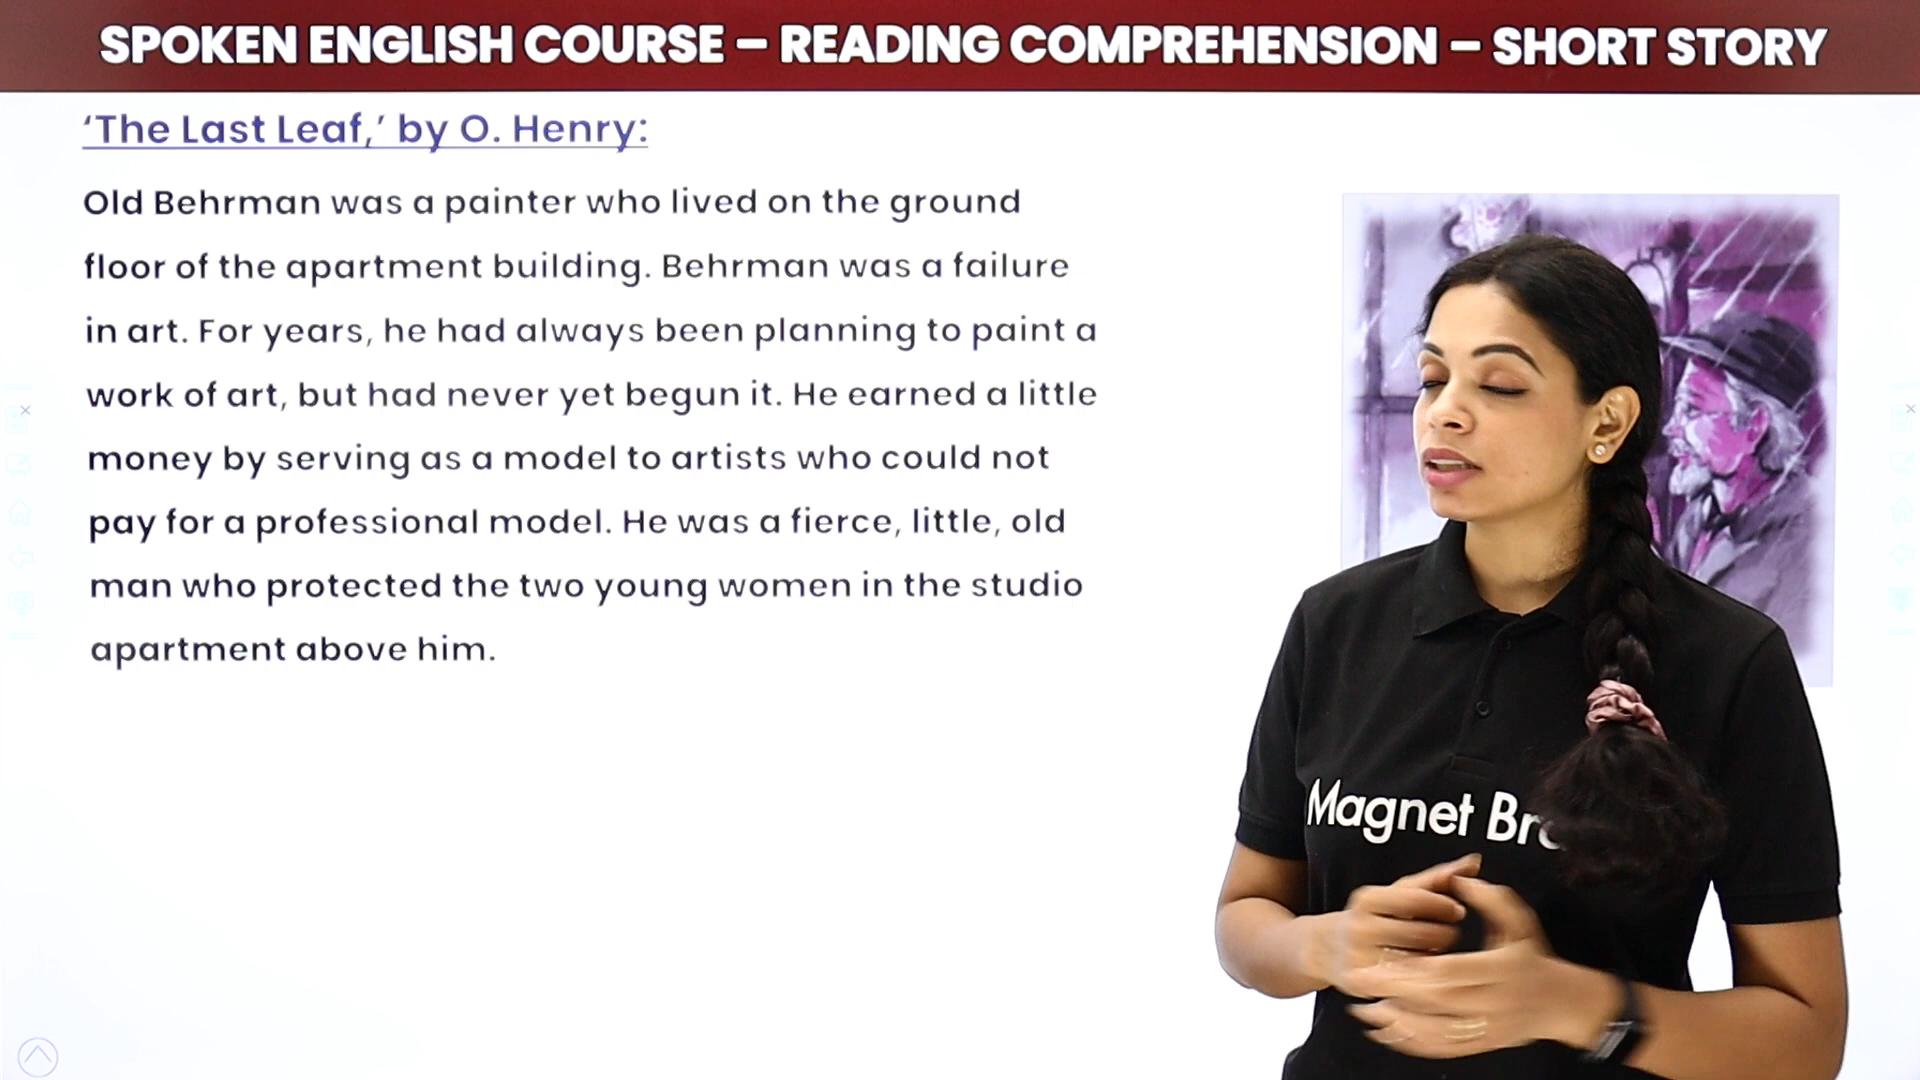 SPOKEN ENGLISH COURSE – READING COMPREHENSION – SHORT STORY
‘The Last Leaf,’ by O. Henry:
Old Behrman was a painter who lived on the ground
floor of the apartment building. Behrman was a failure
in art. For years, he had always been planning to paint a
work of art, but had never yet begun it. He earned a little
money by serving as a model to artists who could not
pay for a professional model. He was a fierce, little, old
man who protected the two young women in the studio
apartment above him.
Magnet